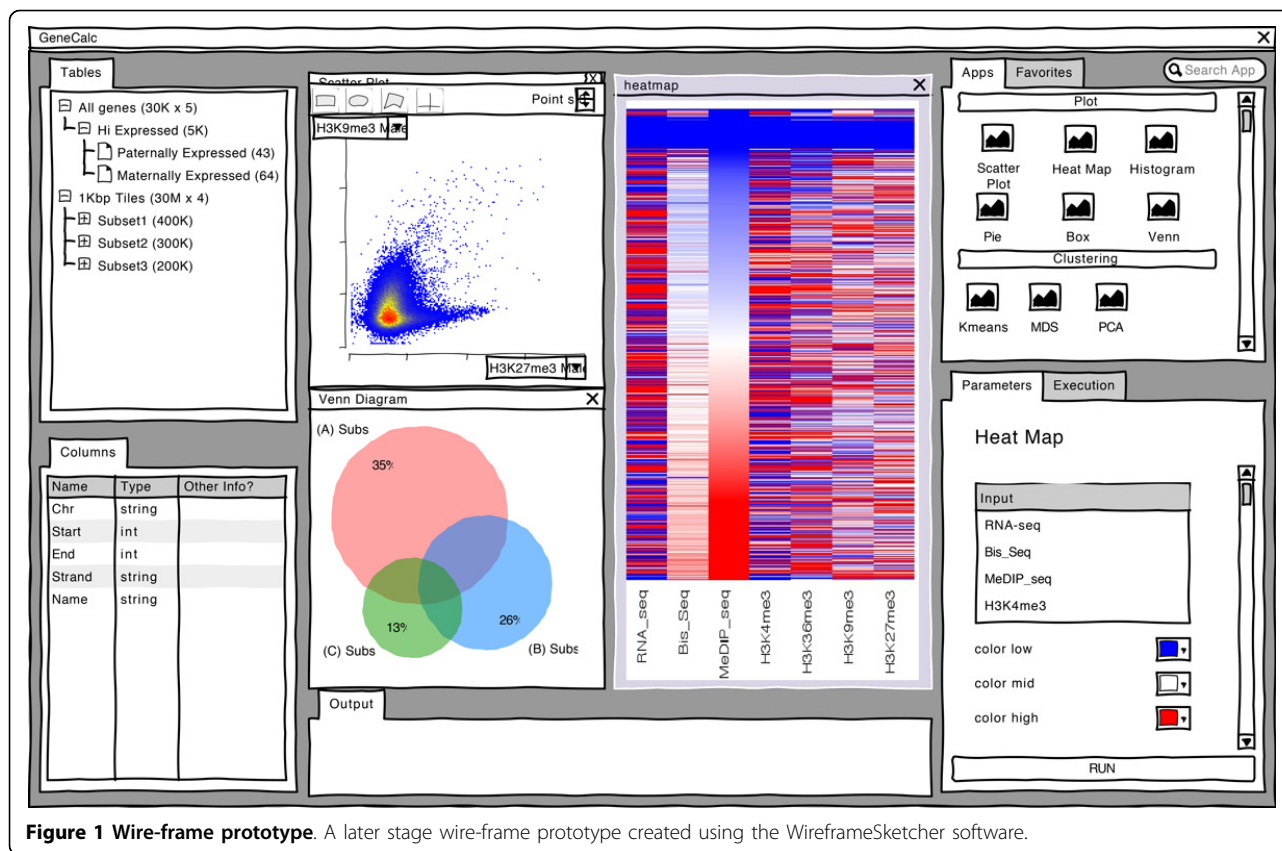 GeneCalc
Tables
All genes (30K x 5)
Hi Expressed (5K)
Paternally Expressed (43)
Maternally Expressed (64)
1Kbp Tiles (30M x 4)
Subset1 (400K)
Subset2 (300K)
Subset3 (200K)
Columns
Name Type Other Info?
Chr string
Start int
End int
Strand string
Name string
Scatter Plot
Point s
H3K9me3 Male
H3K27me3 Male
Venn Diagram
(A) Subs
35%
13%
26%
(C) Subs
(B) Subs
Output
heatmap
RNA_seq
Bis_Seq
MeDIP_seq
H3K4me3
H3K36me3
H3K9me3
H3K27me3
Apps Favorites
Search App
Plot
Scatter Plot
Heat Map
Histogram
Pie
Box
Venn
Clustering
Kmeans
MDS
PCA
Parameters Execution
Heat Map
Input
RNA-seq
Bis_Seq
MeDIP_seq
H3K4me3
color low
color mid
color high
RUN
Figure 1 Wire-frame prototype. A later stage wire-frame prototype created using the WireframeSketcher software.